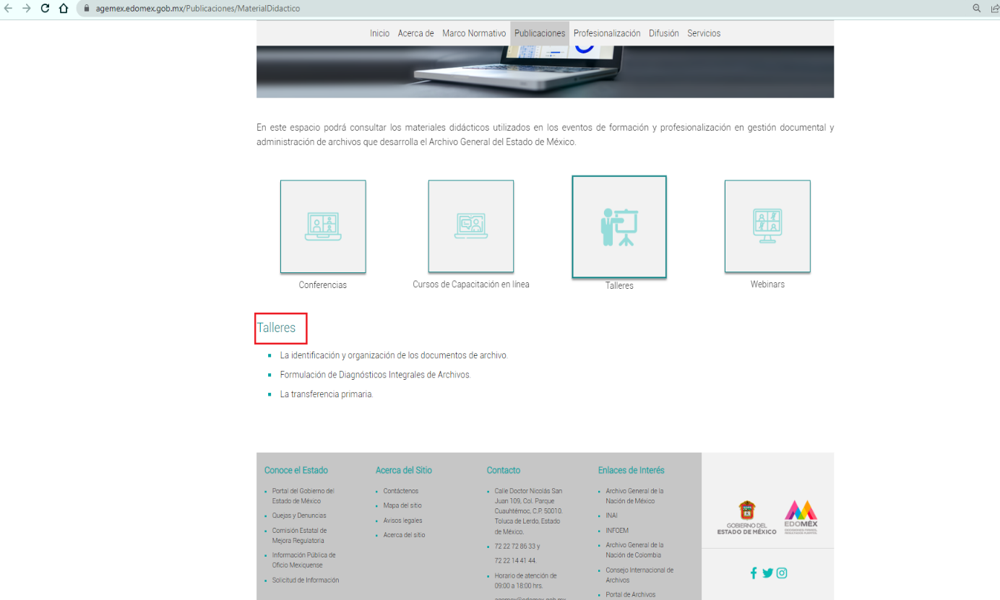 agemex.edomex.gob.mx/Publicaciones/MaterialDidactico
Inicio Acerca de Marco Normativo Publicaciones Profesionalización Difusión Servicios
En este espacio podrá consultar los materiales didácticos utilizados en los eventos de formación y profesionalización en gestión documental y
administración de archivos que desarrolla el Archivo General del Estado de México.
Conferencias
Cursos de Capacitación en línea
Talleres
Webinars
Talleres
La identificación y organización de los documentos de archivo.
Formulación de Diagnósticos Integrales de Archivos.
La transferencia primaria.
Conoce el Estado
Portal del Gobierno del
Estado de México
Quejas y Denuncias
Comisión Estatal de
Mejora Regulatoria
Información Pública de
Oficio Mexiquense
Solicitud de Información
Acerca del Sitio
Contáctenos
Mapa del sitio
Avisos legales
Acerca del sitio
Contacto
Calle Doctor Nicolás San
Juan 109, Col. Parque
Cuauhtémoc, C.P. 50010.
Toluca de Lerdo, Estado
de México.
72 22 72 86 33 y
72 22 14 41 44.
Horario de atención de
09:00 a 18:00 hrs.
agemex@edomex.gob.mx
Enlaces de Interés
Archivo General de la
Nación de México
INAI
INFOEM
Archivo General de la
Nación de Colombia
Consejo Internacional de
Archivos
Portal de Archivos
GOBIERNO DEL
ESTADO DE MÉXICO
EDOMÉX